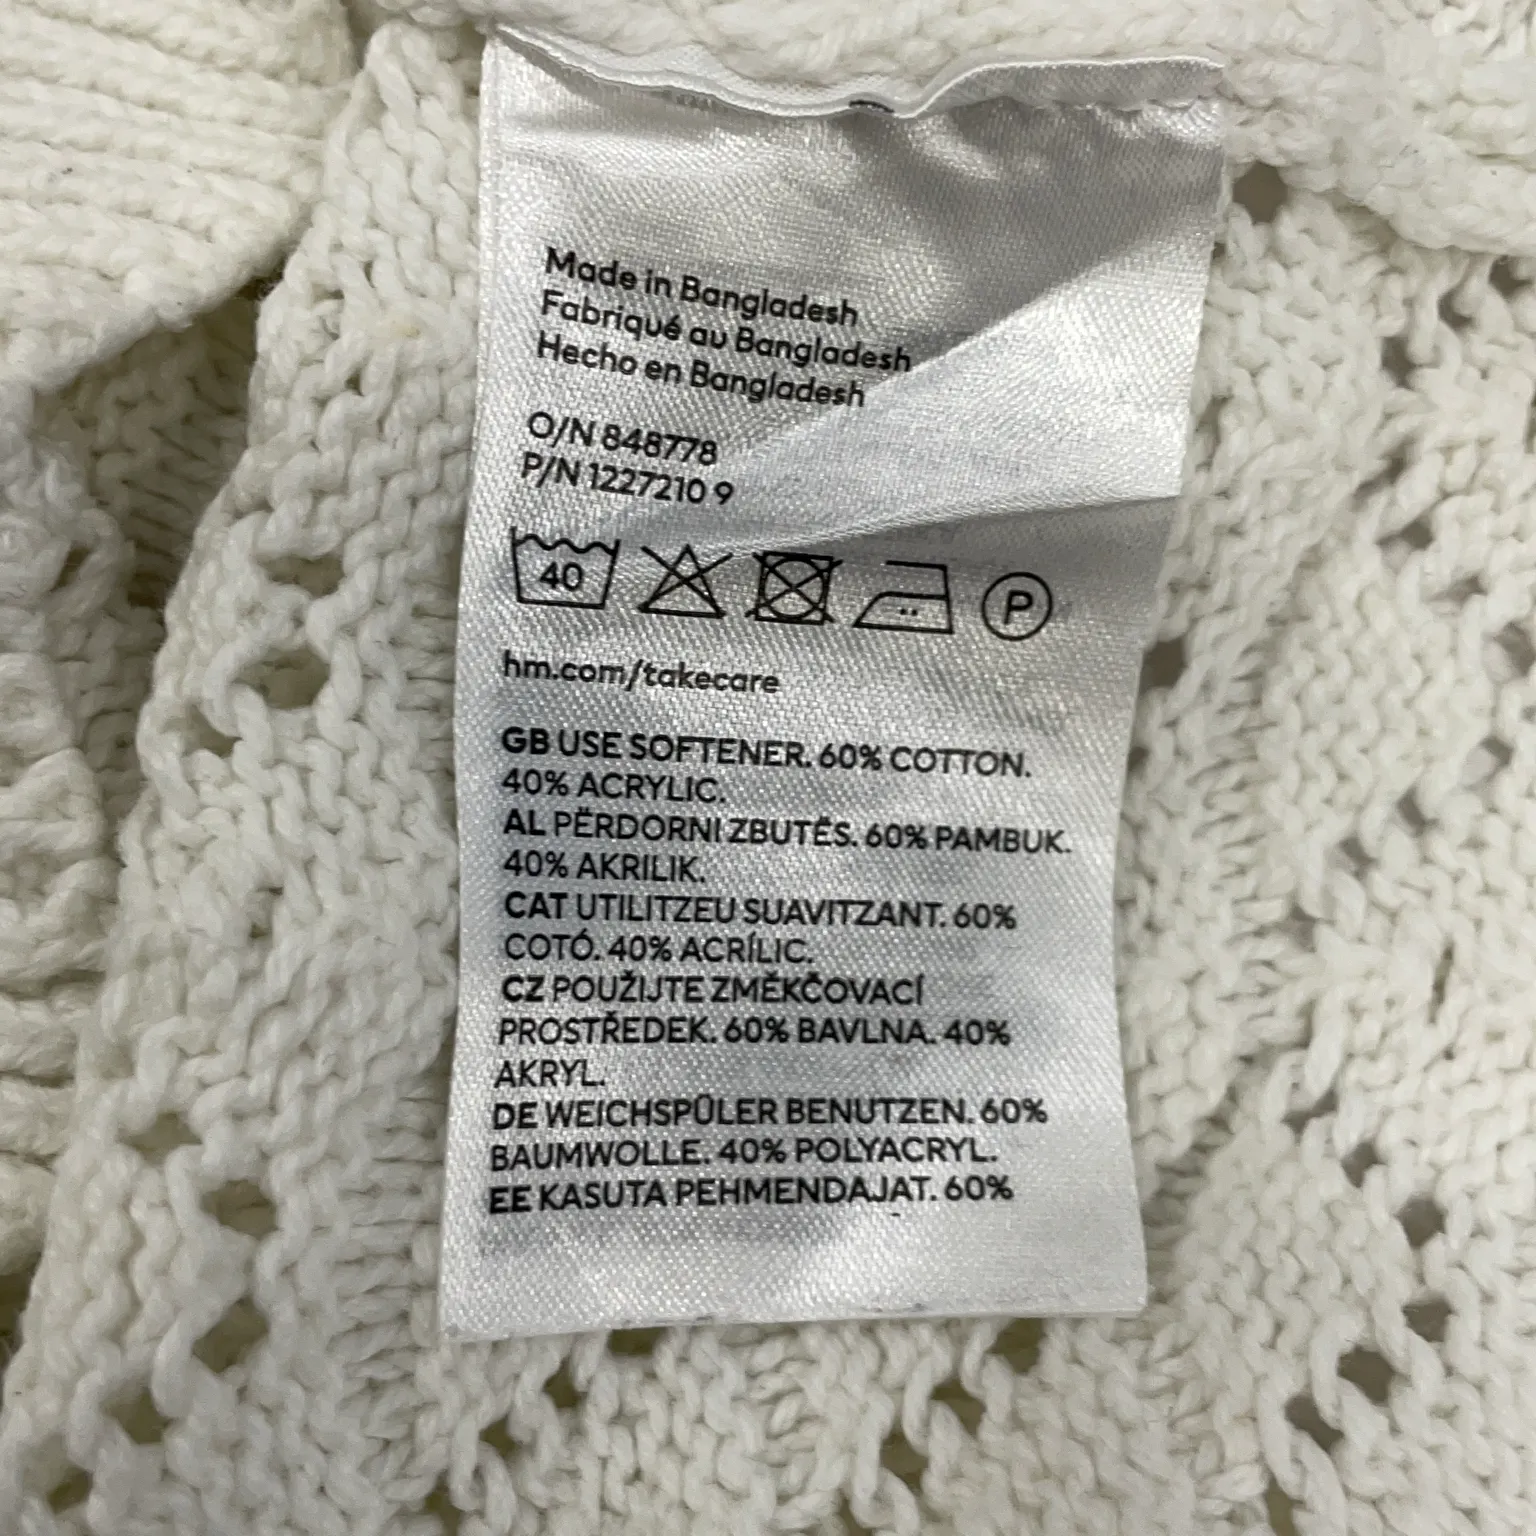 Made in Bangladesh
Fabriqué au Bangladesh
Hecho en Bangladesh
O/N 848778
P/N 1227210 9
40 P
hm.com/takecare
GB USE SOFTENER. 60% COTTON.
40% ACRYLIC.
AL PËRDORNI ZBUTËS. 60% PAMBUK.
40% AKRILIK.
CAT UTILITZEU SUAVITZANT. 60%
COTÓ. 40% ACRÍLIC.
CZ POUŽIJTE ZMĚKČOVACÍ
PROSTŘEDEK. 60% BAVLNA. 40%
AKRYL.
DE WEICHSPÜLER BENUTZEN. 60%
BAUMWOLLE. 40% POLYACRYL.
EE KASUTA PEHMENDAJAT. 60%